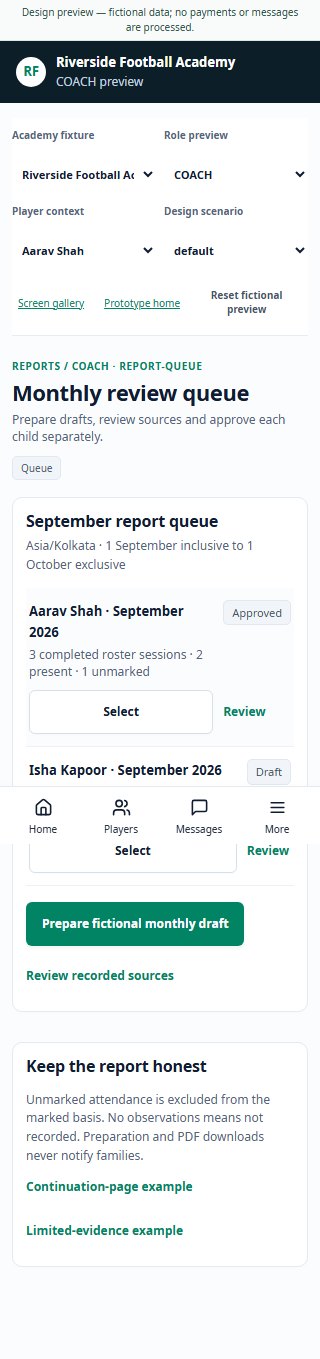 Design preview — fictional data; no payments or messages
are processed.
RF
Riverside Football Academy
COACH preview
Academy fixture
Role preview
Riverside Football Ac
COACH
Player context
Design scenario
Aarav Shah
default
Screen gallery
Prototype home
Reset fictional
preview
REPORTS / COACH · REPORT-QUEUE
Monthly review queue
Prepare drafts, review sources and approve each
child separately.
Queue
September report queue
Asia/Kolkata · 1 September inclusive to 1
October exclusive
Aarav Shah · September
2026
Approved
3 completed roster sessions · 2
present · 1 unmarked
Select
Review
Isha Kapoor · September 2026
Draft
Home
Players
Messages
More
Select
Review
Prepare fictional monthly draft
Review recorded sources
Keep the report honest
Unmarked attendance is excluded from the
marked basis. No observations means not
recorded. Preparation and PDF downloads
never notify families.
Continuation-page example
Limited-evidence example